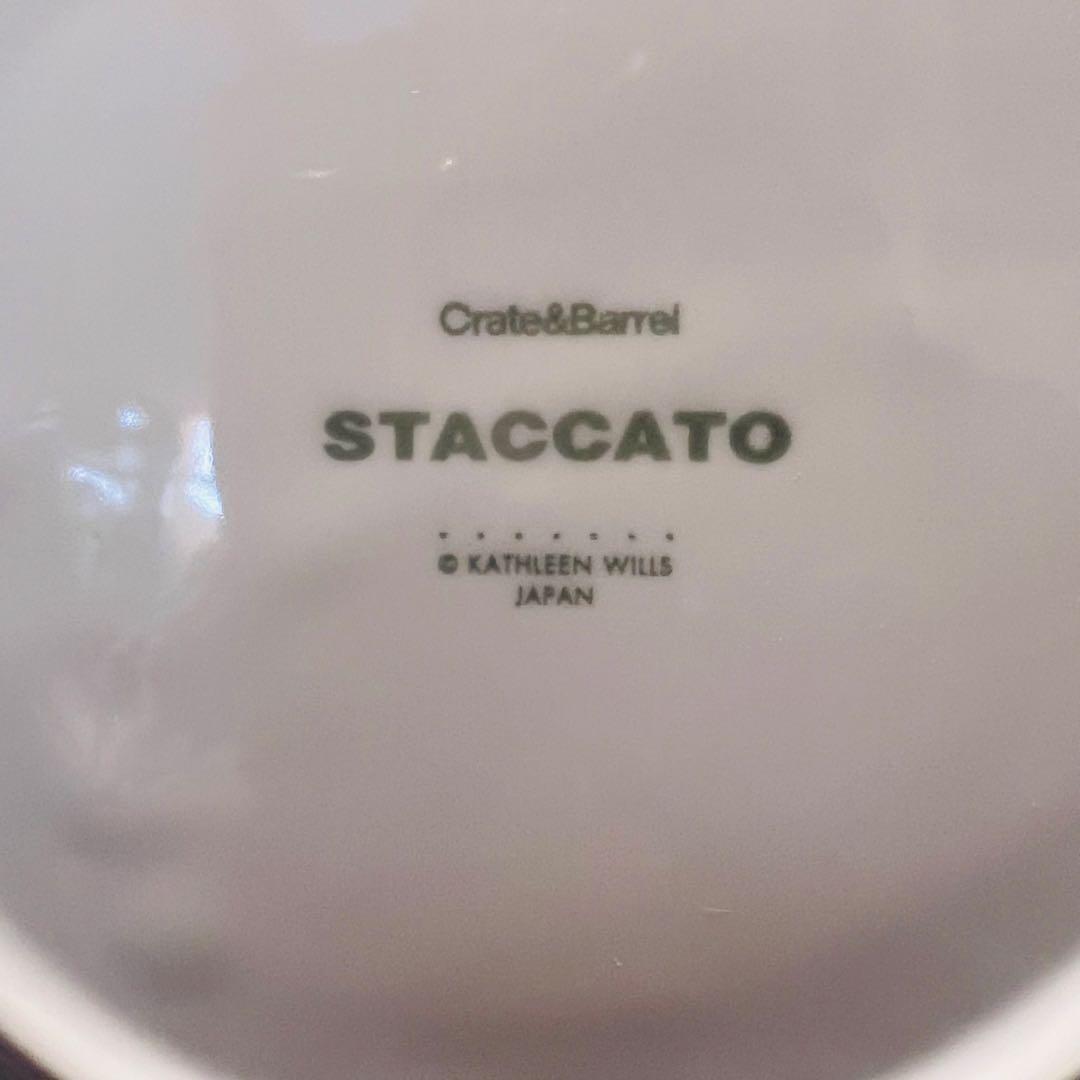 Crate&Barrel
STACCATO
© KATHLEEN WILLS
JAPAN